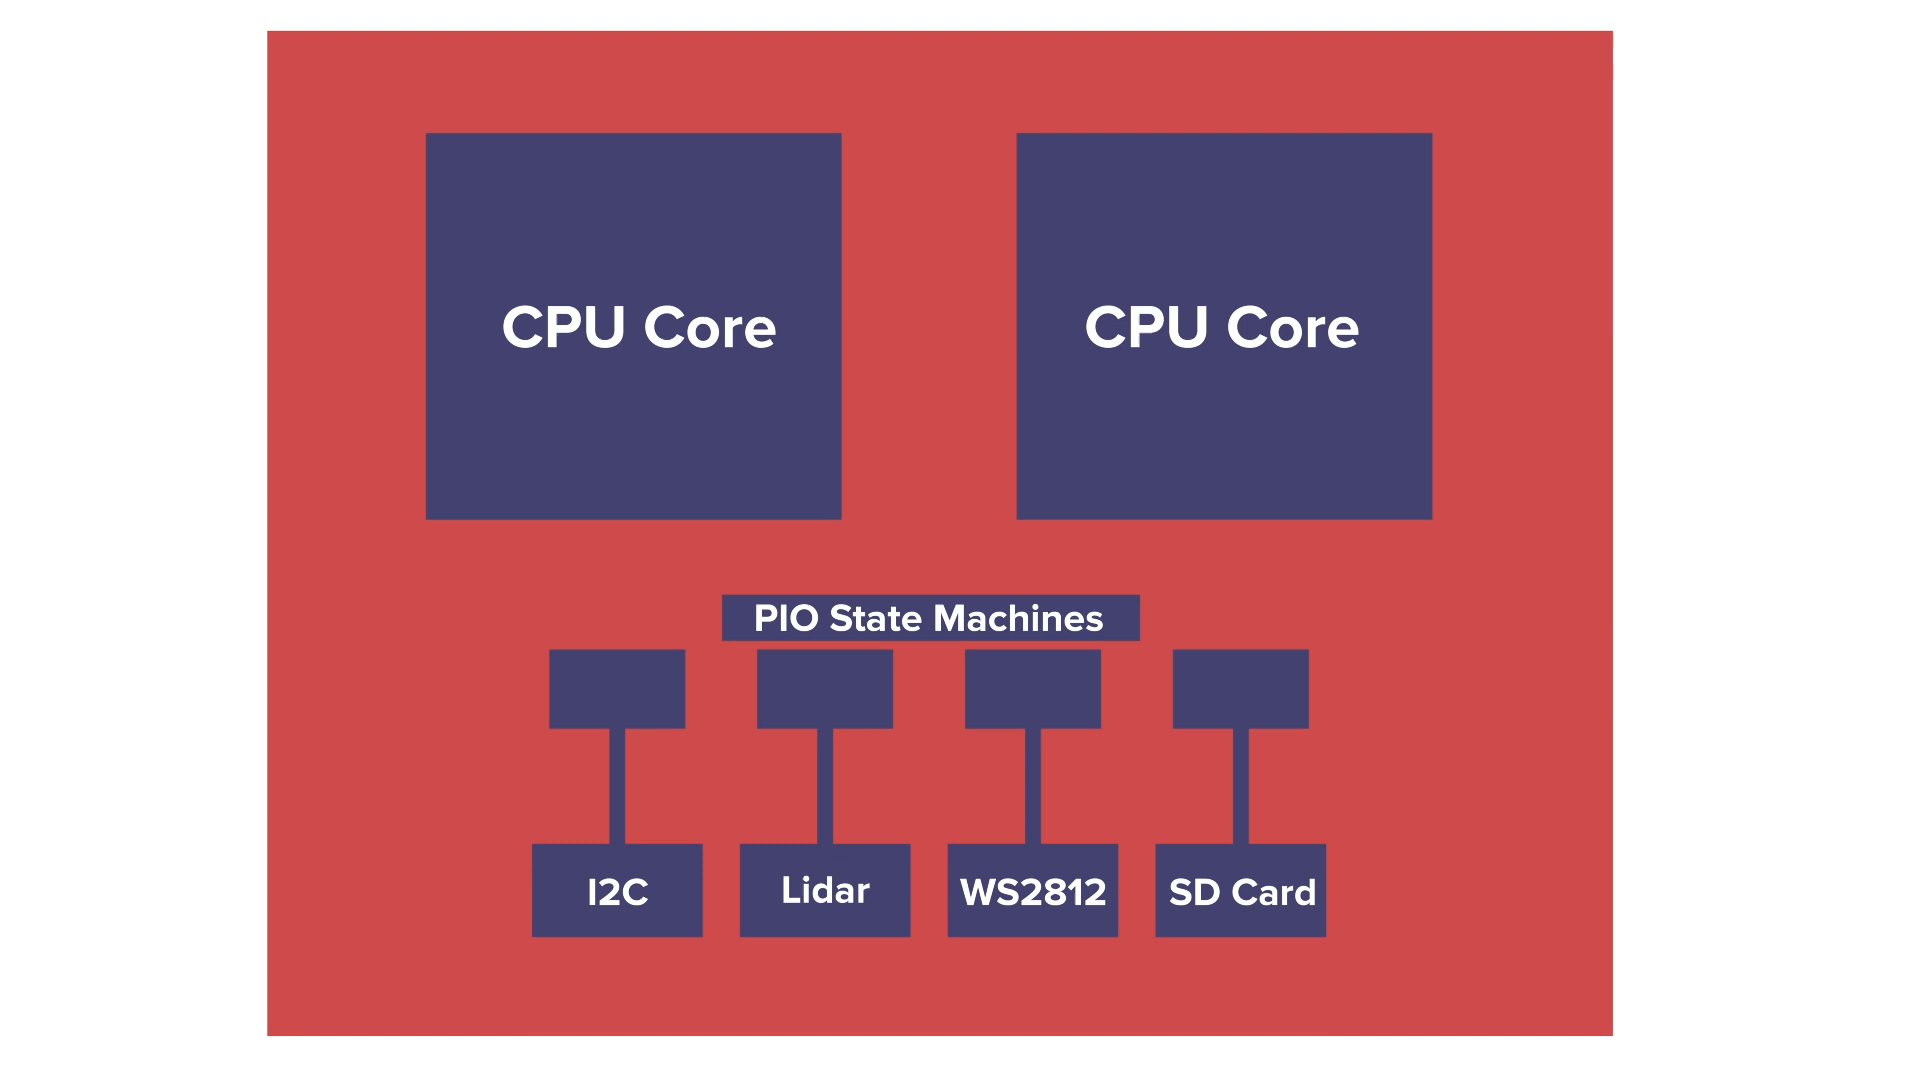 CPU Core
CPU Core
PIO State Machines
I2C
Lidar
WS2812
SD Card